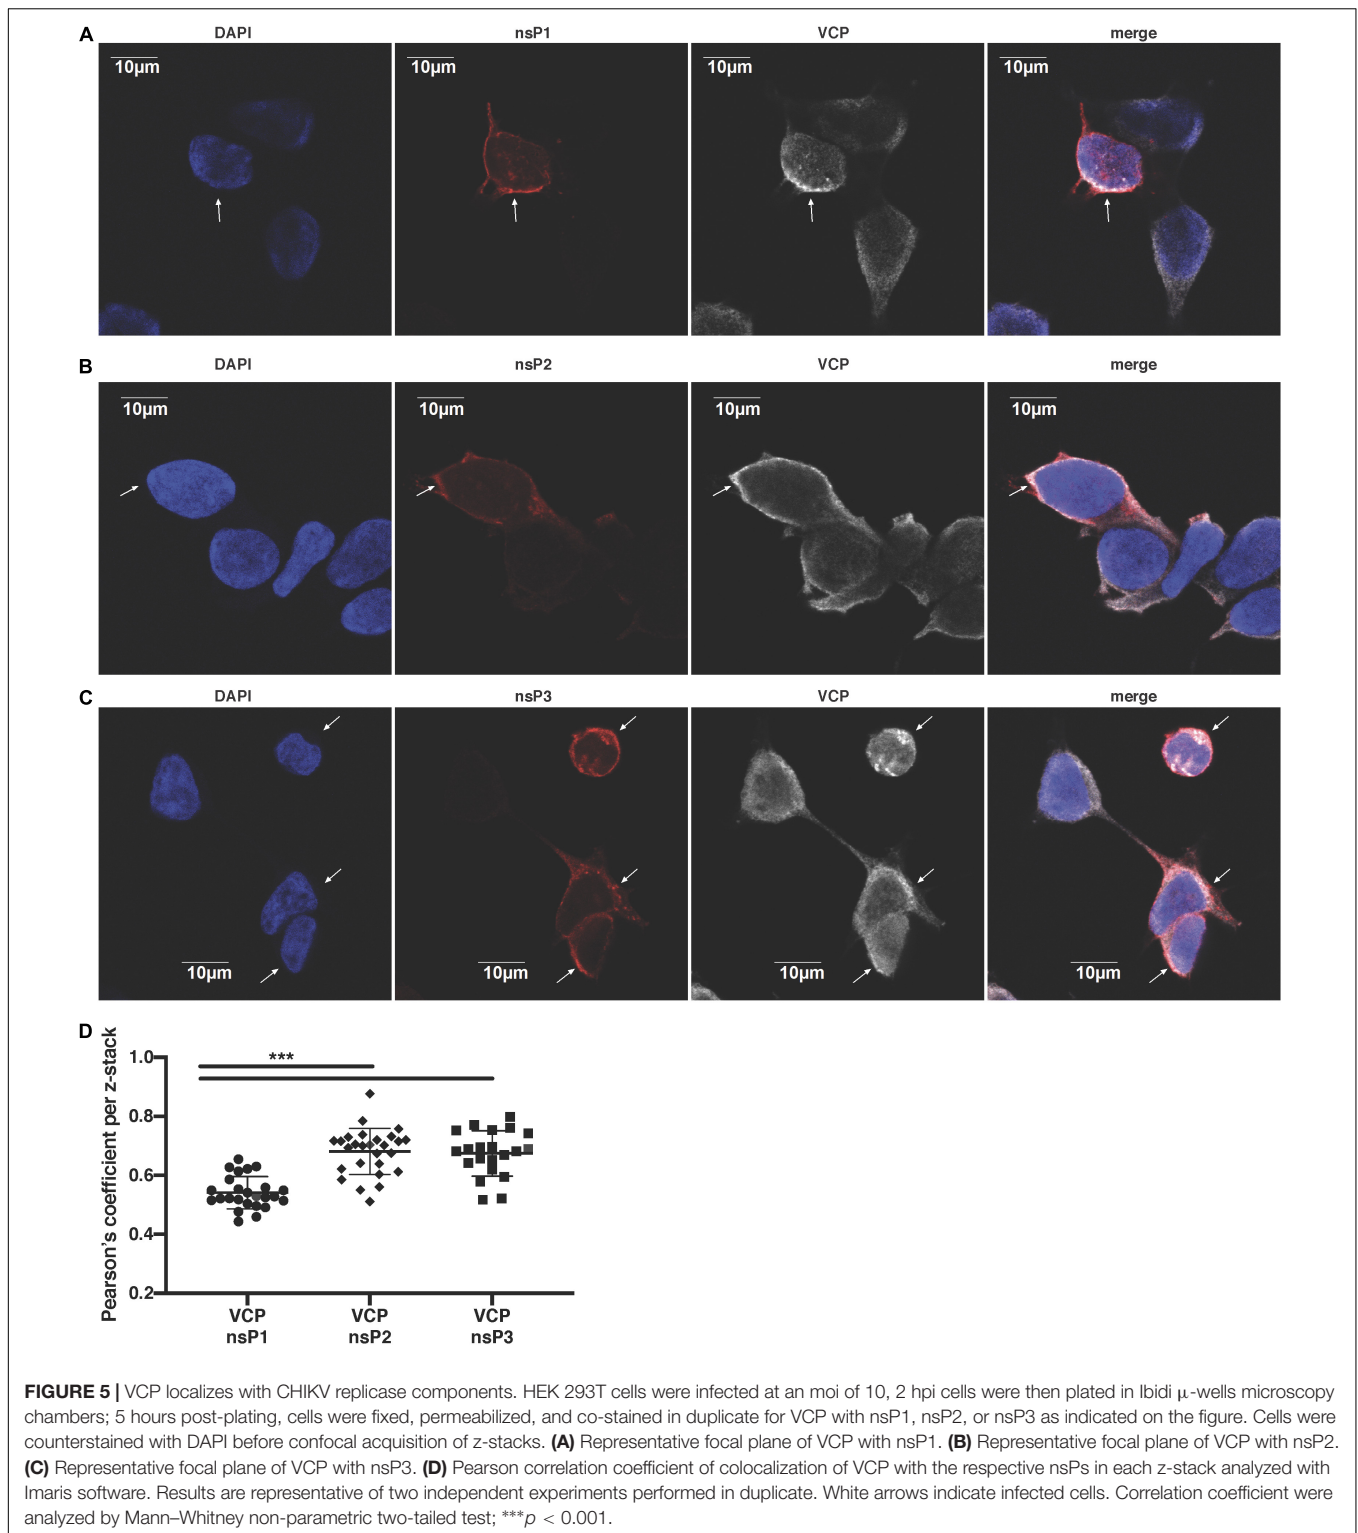 A
DAPI nsP1 VCP merge
10µm 10µm 10µm 10µm
B
DAPI nsP2 VCP merge
10µm 10µm 10µm 10µm
C
DAPI nsP3 VCP merge
10µm 10µm 10µm 10µm
D
Pearson's coefficient per z-stack
1.0
0.8
0.6
0.4
0.2
***
VCP VCP VCP
nsP1 nsP2 nsP3
FIGURE 5 | VCP localizes with CHIKV replicase components. HEK 293T cells were infected at an moi of 10, 2 hpi cells were then plated in Ibidi µ-wells microscopy
chambers; 5 hours post-plating, cells were fixed, permeabilized, and co-stained in duplicate for VCP with nsP1, nsP2, or nsP3 as indicated on the figure. Cells were
counterstained with DAPI before confocal acquisition of z-stacks. (A) Representative focal plane of VCP with nsP1. (B) Representative focal plane of VCP with nsP2.
(C) Representative focal plane of VCP with nsP3. (D) Pearson correlation coefficient of colocalization of VCP with the respective nsPs in each z-stack analyzed with
Imaris software. Results are representative of two independent experiments performed in duplicate. White arrows indicate infected cells. Correlation coefficient were
analyzed by Mann–Whitney non-parametric two-tailed test; ***p < 0.001.